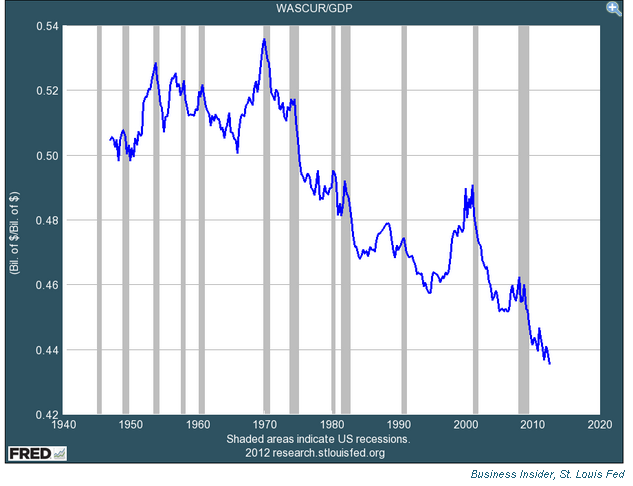 WASCUR/GDP
0.54
0.52
0.50
0.48
0.46
0.44
0.42
(Bil. of $/Bil. of $)
1940 1950 1960 1970 1980 1990 2000 2010 2020
Shaded areas indicate US recessions.
2012 research.stlouisfed.org
FRED
Business Insider, St. Louis Fed